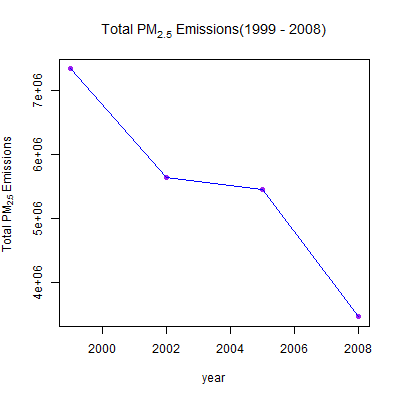 Total PM2.5 Emissions(1999 - 2008)
Total PM2.5 Emissions
7e+06
6e+06
5e+06
4e+06
2000 2002 2004 2006 2008
year